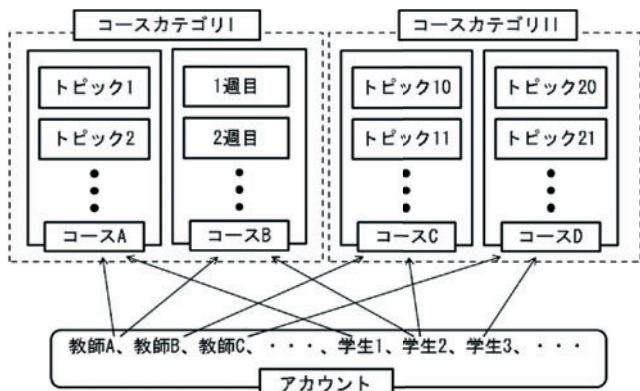 コースカテゴリI
コースカテゴリII
トピック1
1週目
トピック10
トピック20
トピック2
2週目
トピック11
トピック21
コースA
コースB
コースC
コースD
教師A、教師B、教師C、・・・、学生1、学生2、学生3、・・・
アカウント